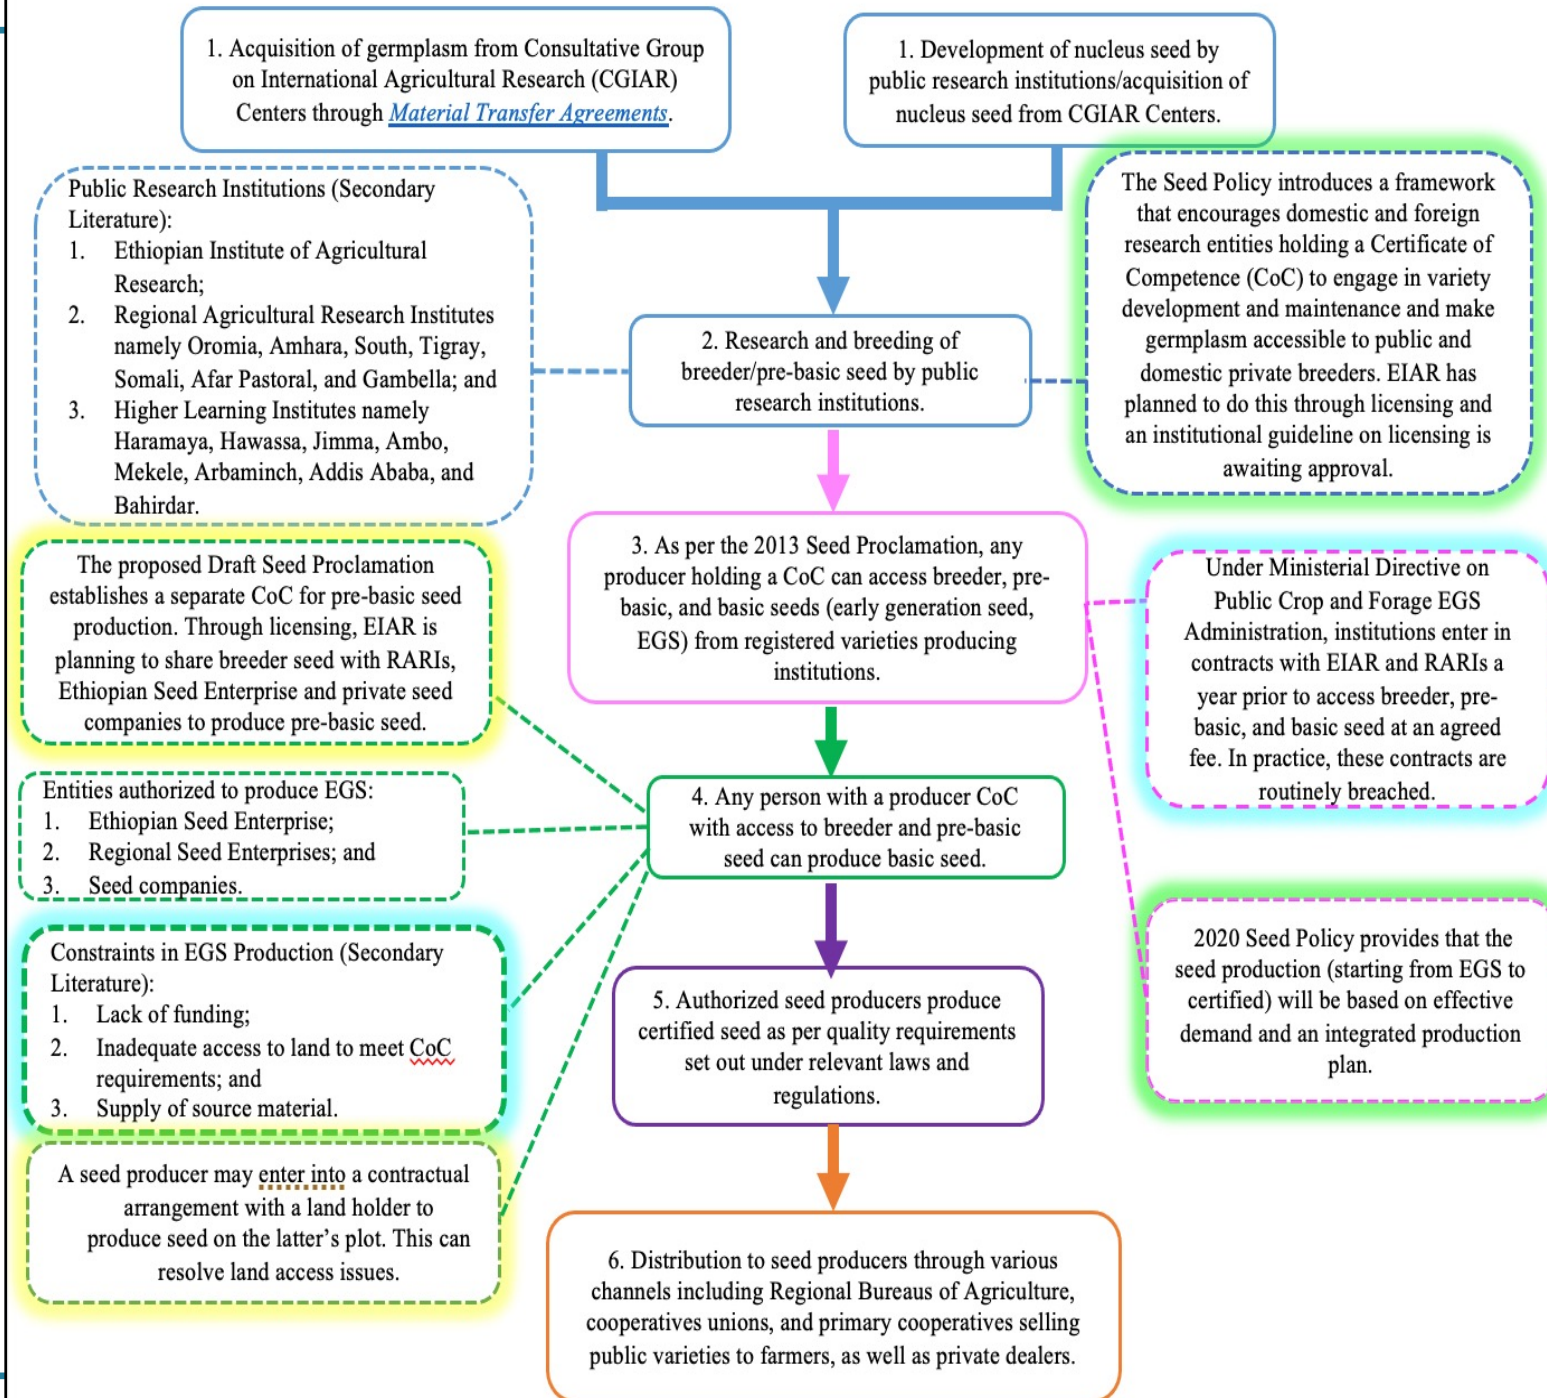 1. Acquisition of germplasm from Consultative Group
on International Agricultural Research (CGIAR)
Centers through Material Transfer Agreements.
1. Development of nucleus seed by
public research institutions/acquisition of
nucleus seed from CGIAR Centers.
Public Research Institutions (Secondary
Literature):
1. Ethiopian Institute of Agricultural
Research;
2. Regional Agricultural Research Institutes
namely Oromia, Amhara, South, Tigray,
Somali, Afar Pastoral, and Gambella; and
3. Higher Learning Institutes namely
Haramaya, Hawassa, Jimma, Ambo,
Mekele, Arbaminch, Addis Ababa, and
Bahirdar.
2. Research and breeding of
breeder/pre-basic seed by public
research institutions.
The Seed Policy introduces a framework
that encourages domestic and foreign
research entities holding a Certificate of
Competence (CoC) to engage in variety
development and maintenance and make
germplasm accessible to public and
domestic private breeders. EIAR has
planned to do this through licensing and
an institutional guideline on licensing is
awaiting approval.
3. As per the 2013 Seed Proclamation, any
producer holding a CoC can access breeder, pre-
basic, and basic seeds (early generation seed,
EGS) from registered varieties producing
institutions.
The proposed Draft Seed Proclamation
establishes a separate CoC for pre-basic seed
production. Through licensing, EIAR is
planning to share breeder seed with RARIs,
Ethiopian Seed Enterprise and private seed
companies to produce pre-basic seed.
Under Ministerial Directive on
Public Crop and Forage EGS
Administration, institutions enter in
contracts with EIAR and RARIs a
year prior to access breeder, pre-
basic, and basic seed at an agreed
fee. In practice, these contracts are
routinely breached.
Entities authorized to produce EGS:
1. Ethiopian Seed Enterprise;
2. Regional Seed Enterprises; and
3. Seed companies.
4. Any person with a producer CoC
with access to breeder and pre-basic
seed can produce basic seed.
Constraints in EGS Production (Secondary
Literature):
1. Lack of funding;
2. Inadequate access to land to meet CoC
requirements; and
3. Supply of source material.
2020 Seed Policy provides that the
seed production (starting from EGS to
certified) will be based on effective
demand and an integrated production
plan.
5. Authorized seed producers produce
certified seed as per quality requirements
set out under relevant laws and
regulations.
A seed producer may enter into a contractual
arrangement with a land holder to
produce seed on the latter’s plot. This can
resolve land access issues.
6. Distribution to seed producers through various
channels including Regional Bureaus of Agriculture,
cooperatives unions, and primary cooperatives selling
public varieties to farmers, as well as private dealers.